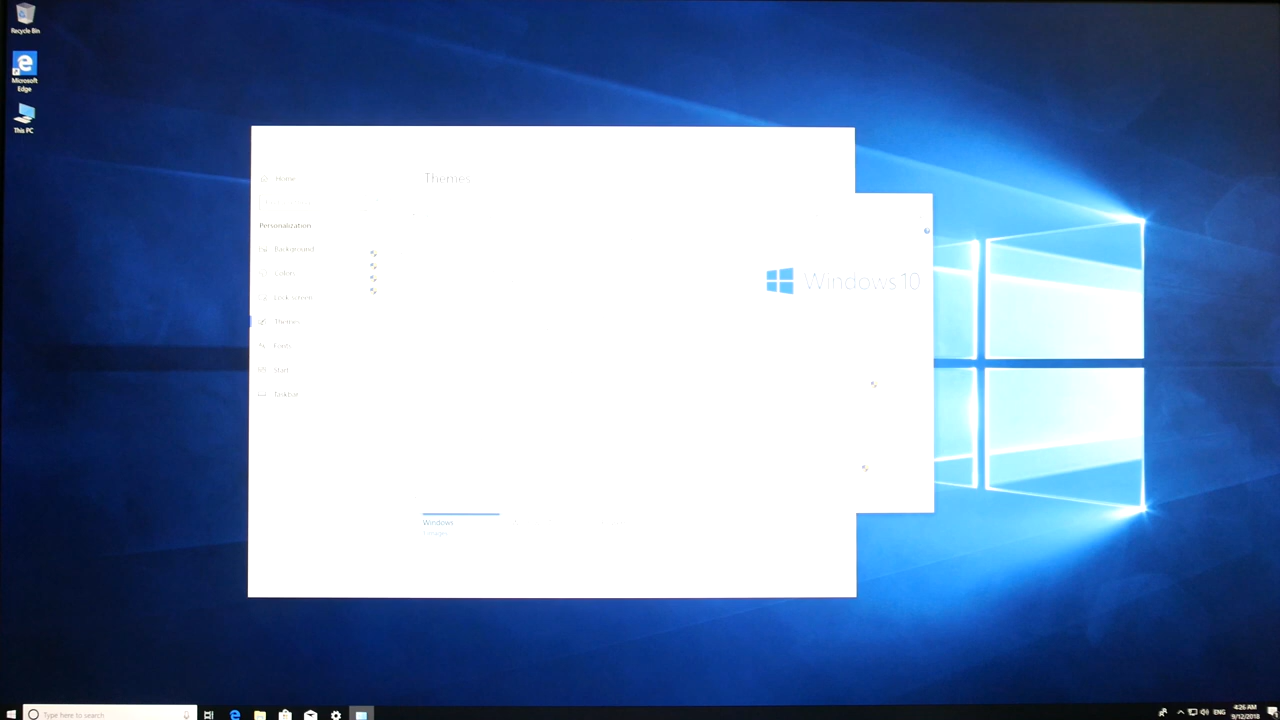 Recycle Bin
Microsoft
Edge
This PC
Home
Themes
Personalization
Background
Colors
Lock screen
Themes
Fonts
Start
Taskbar
Windows 10
Windows
Type here to search
ENG
4:26 AM
9/12/2018